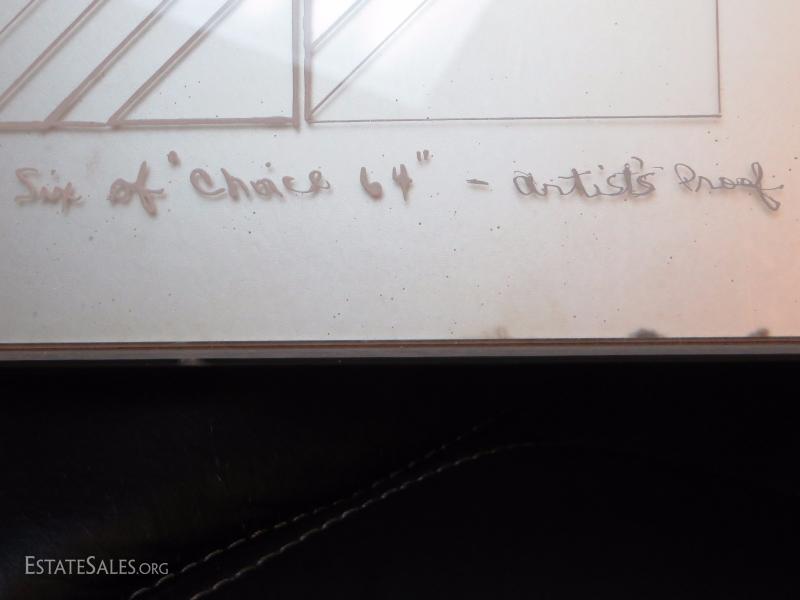 Six of "Choice 64" - Artist's Proof
ESTATESALES.ORG